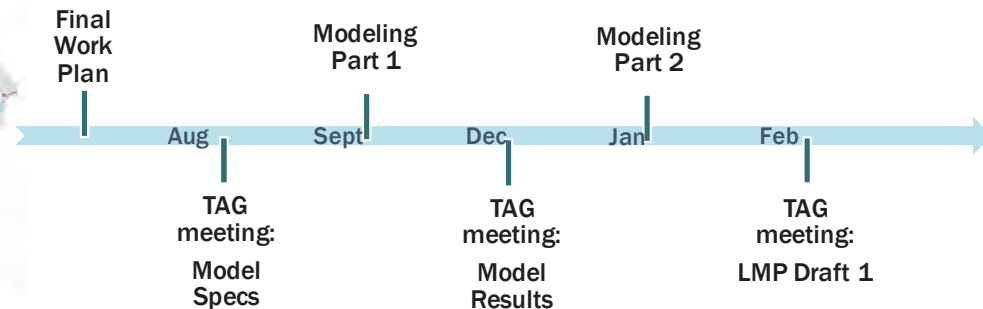 Final
Work
Plan
Modeling
Part 1
Modeling
Part 2
Aug
Sept
Dec
Jan
Feb
TAG
meeting:
Model
Specs
TAG
meeting:
Model
Results
TAG
meeting:
LMP Draft 1